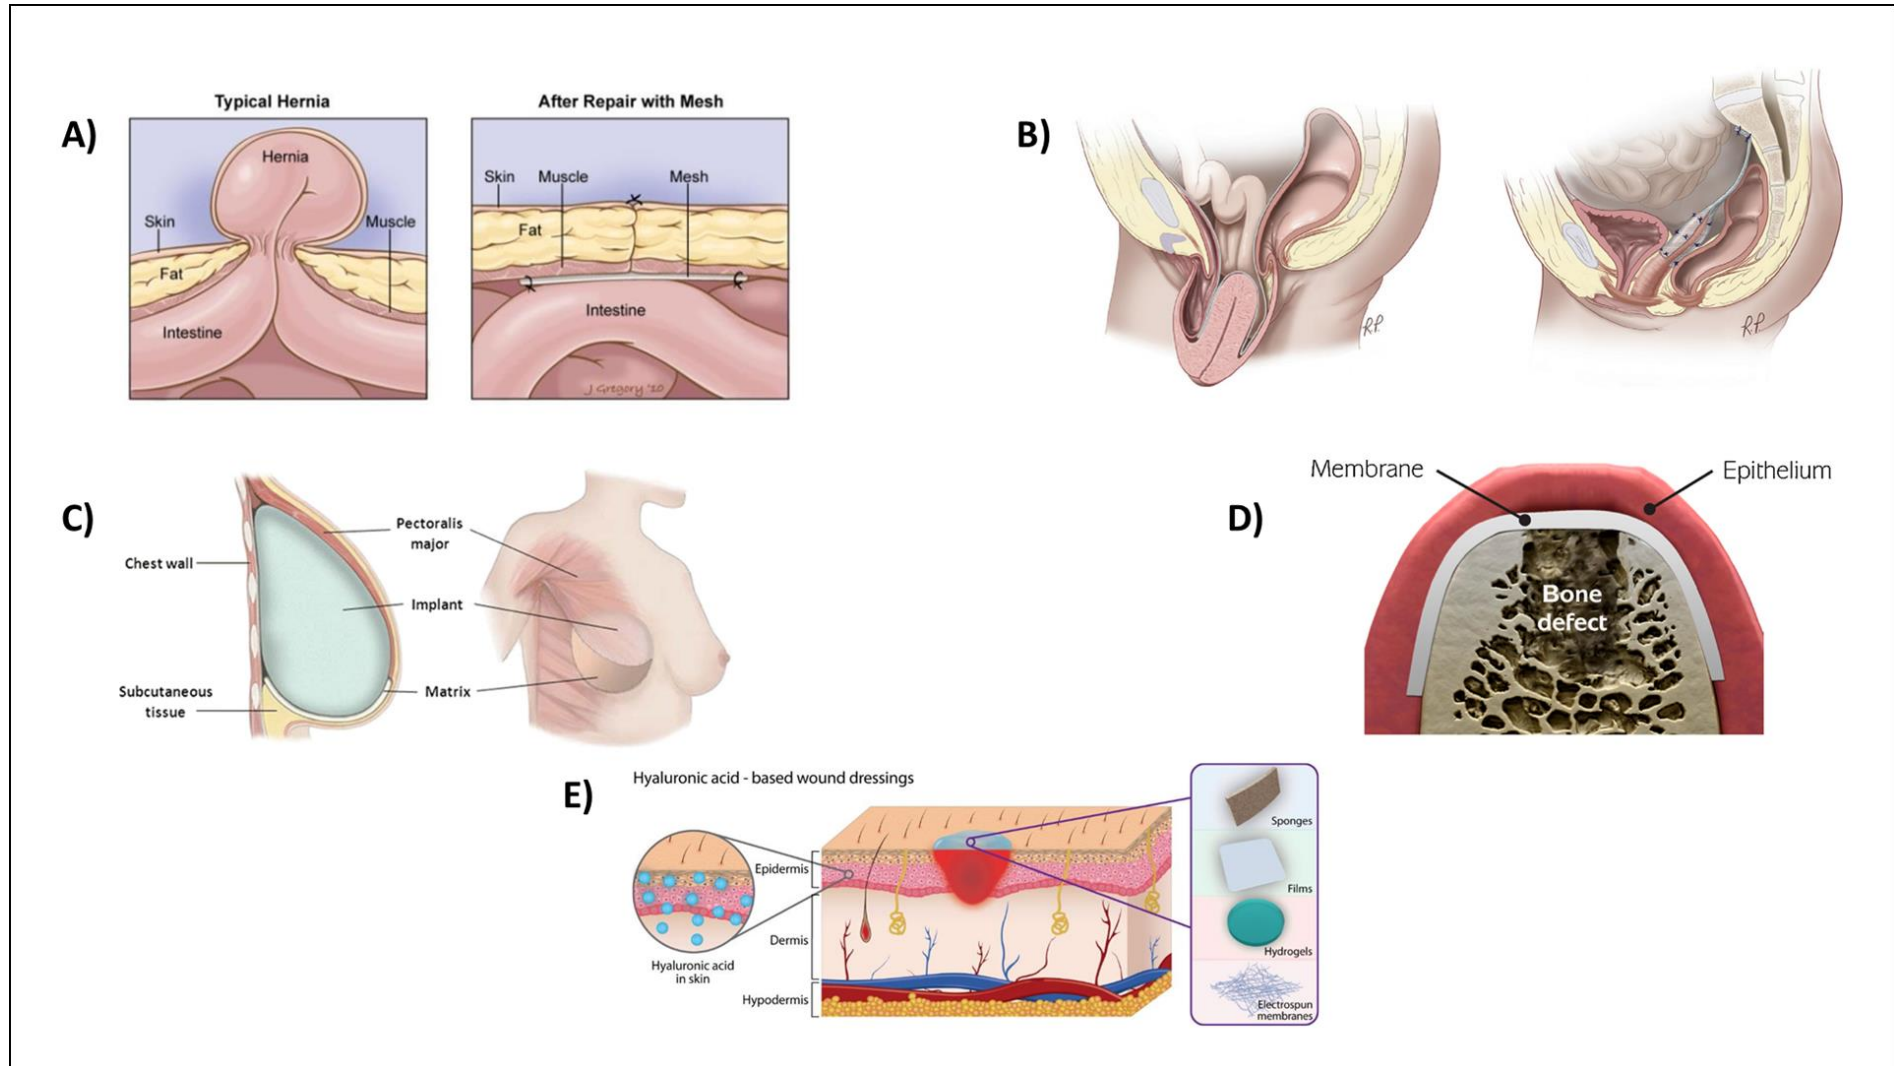 A)
Typical Hernia
Hernia
Skin
Muscle
Fat
Intestine
After Repair with Mesh
Skin Muscle Mesh
Fat
Intestine
J Gregory '10
B)
R.P.
R.P.
C)
Pectoralis
major
Chest wall
Implant
Subcutaneous
tissue
Matrix
D)
Membrane
Epithelium
Bone
defect
E)
Hyaluronic acid - based wound dressings
Epidermis
Dermis
Hypodermis
Hyaluronic acid
in skin
Sponges
Films
Hydrogels
Electrospun
membranes